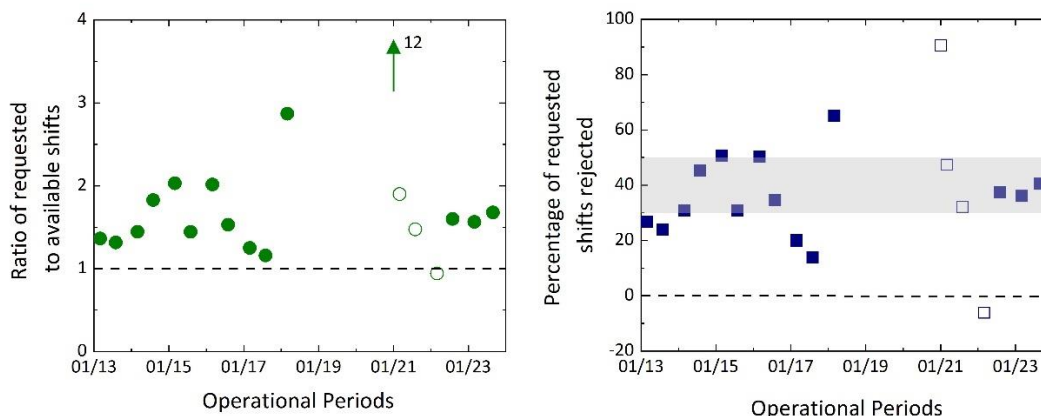 Ratio of requested
to available shifts
4
3
2
1
0
12
01/13 01/15 01/17 01/19 01/21 01/23
Operational Periods
Percentage of requested
shifts rejected
100
80
60
40
20
0
-20
01/13 01/15 01/17 01/19 01/21 01/23
Operational Periods